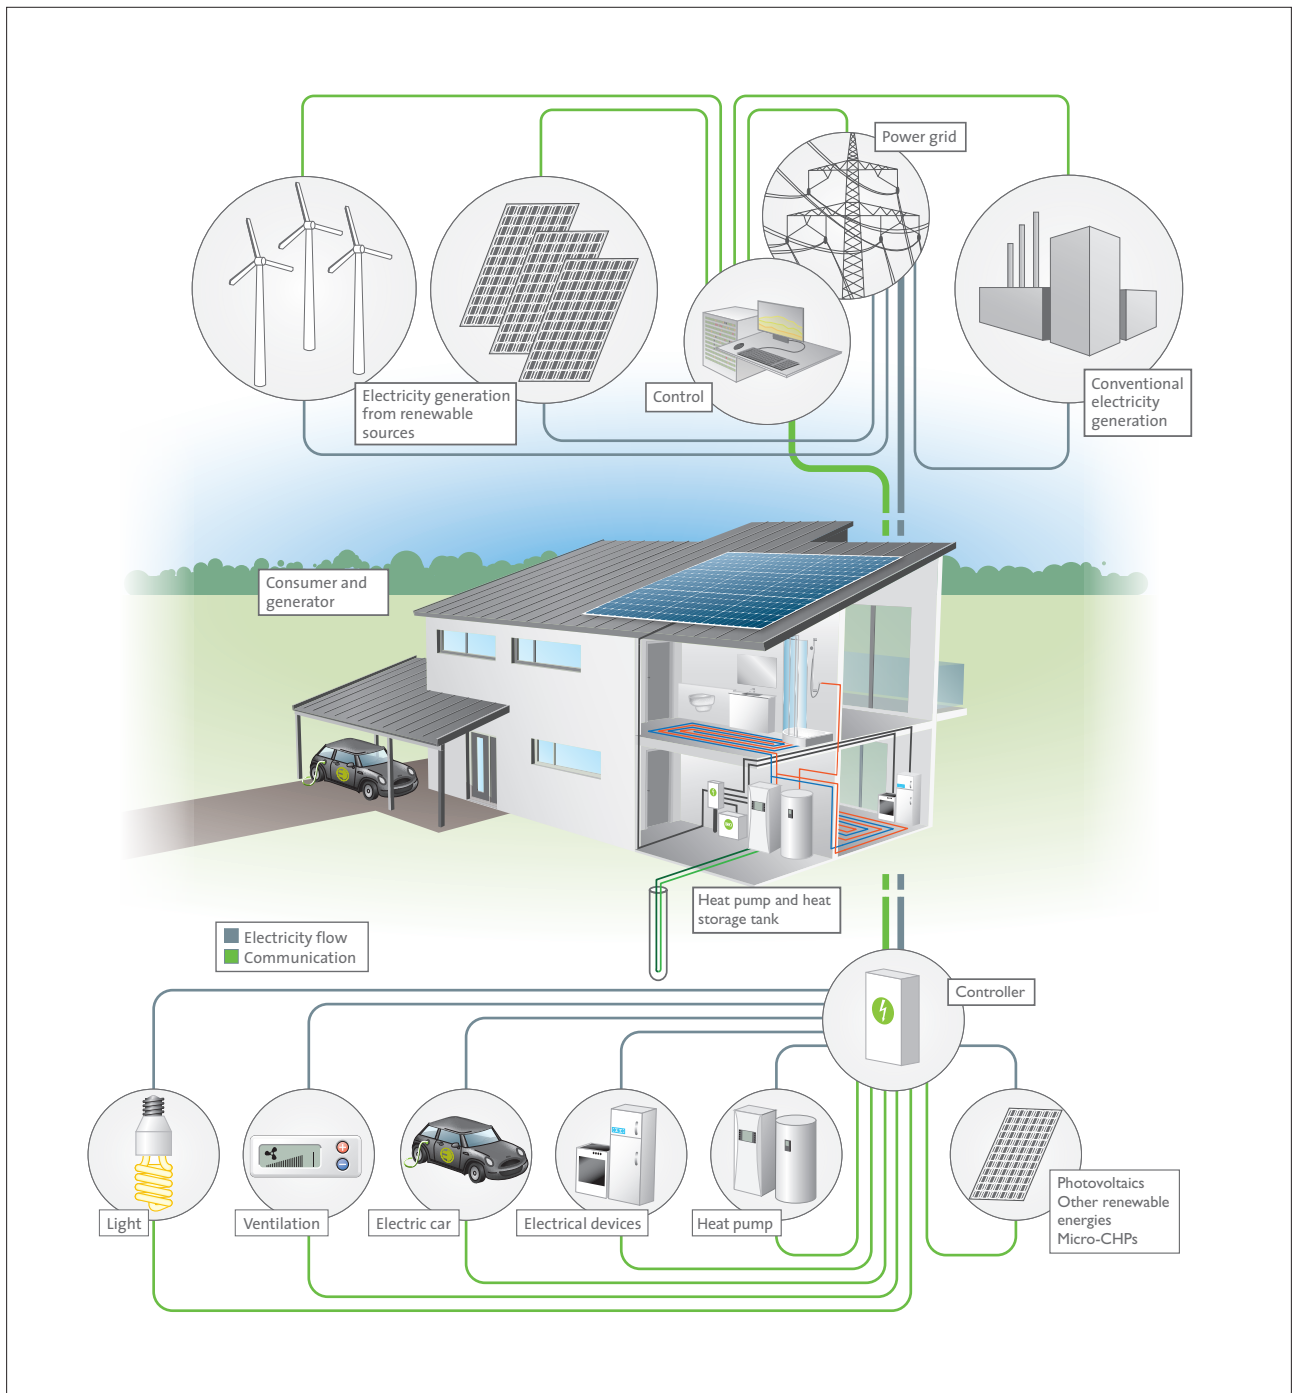 Power grid
Electricity generation
from renewable
sources
Control
Conventional
electricity
generation
Consumer and
generator
Heat pump and heat
storage tank
Electricity flow
Communication
Controller
Light
Ventilation
Electric car
Electrical devices
Heat pump
Photovoltaics
Other renewable
energies
Micro-CHPs